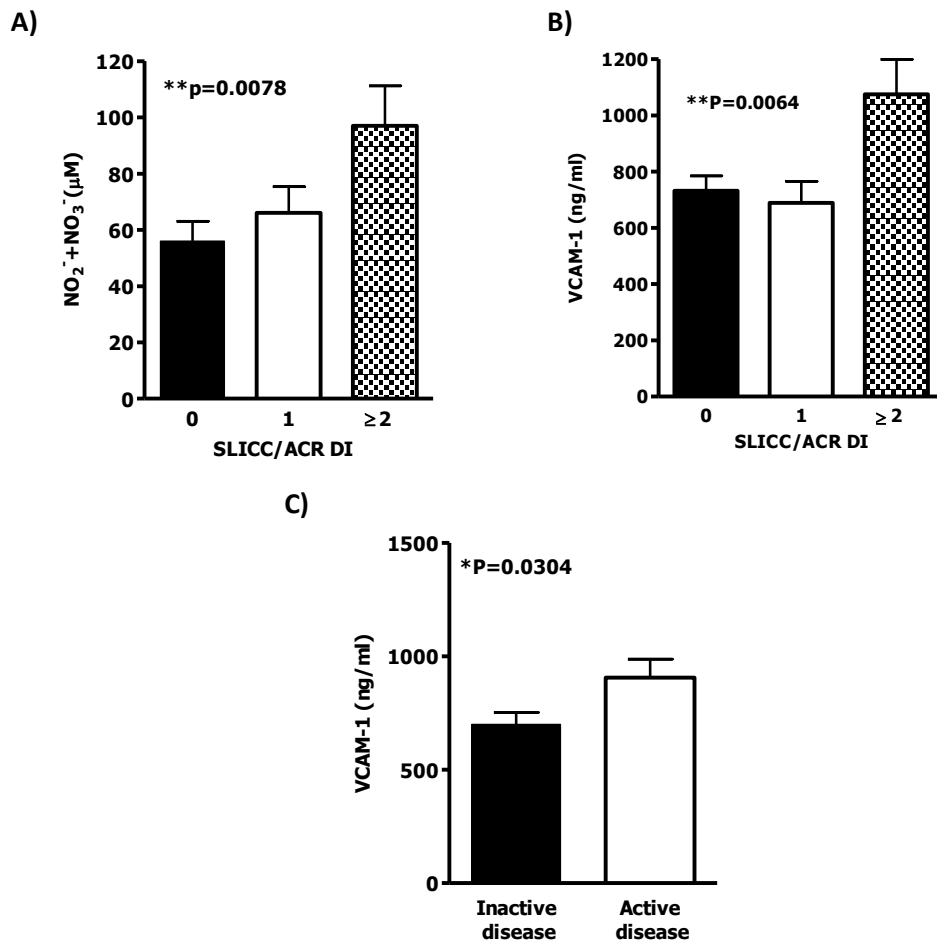 A)
**p=0.0078
NO₂⁻+NO₃⁻(μM)
120
100
80
60
40
20
0
0 1 ≥2
SLICC/ACR DI
B)
**P=0.0064
VCAM-1 (ng/ml)
1200
1000
800
600
400
200
0
0 1 ≥2
SLICC/ACR DI
C)
*P=0.0304
VCAM-1 (ng/ml)
1500
1000
500
0
Inactive Active
disease disease